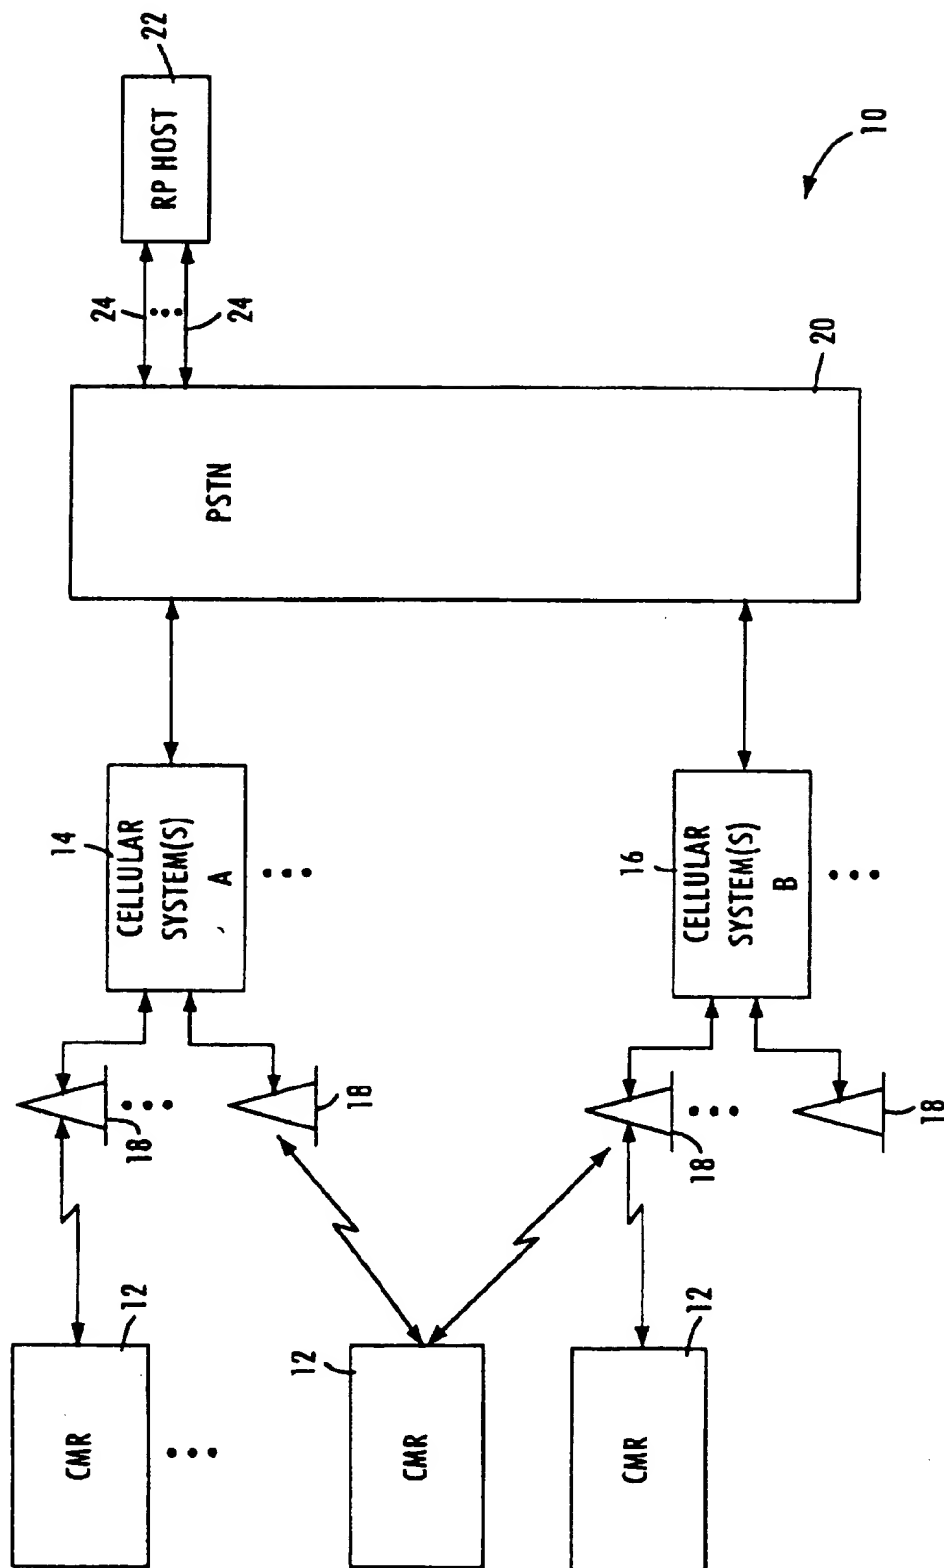 22
RP HOST
24
24
10
20
PSTN
14
CELLULAR
SYSTEM(S)
A
16
CELLULAR
SYSTEM(S)
B
18
18
18
18
12
CMR
12
CMR
12
CMR